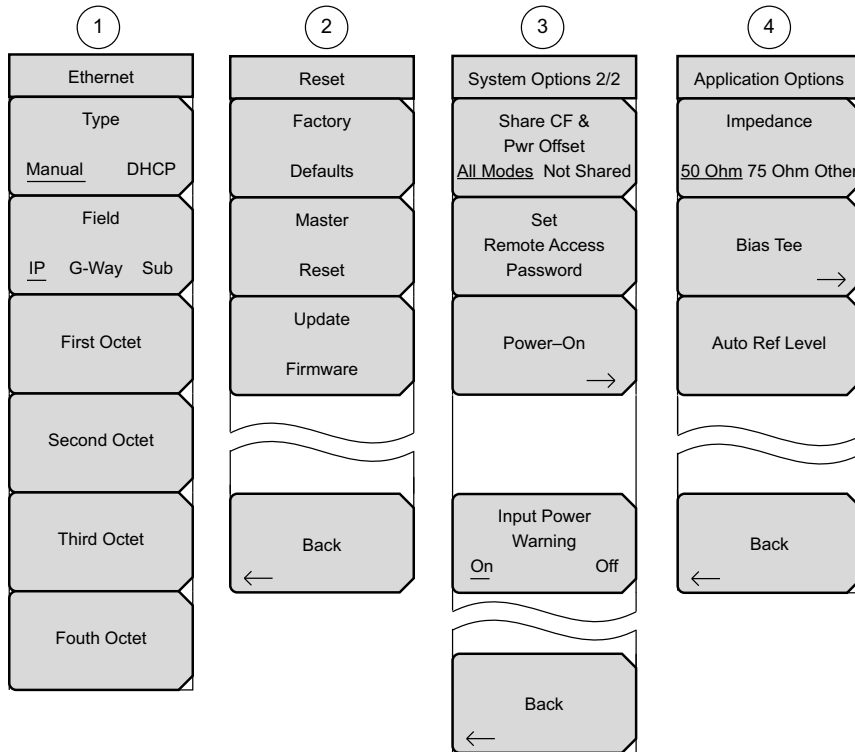 1
Ethernet
Type
Manual DHCP
Field
IP G-Way Sub
First Octet
Second Octet
Third Octet
Fouth Octet
2
Reset
Factory
Defaults
Master
Reset
Update
Firmware
Back
3
System Options 2/2
Share CF &
Pwr Offset
All Modes Not Shared
Set
Remote Access
Password
Power–On
Input Power
Warning
On Off
Back
4
Application Options
Impedance
50 Ohm 75 Ohm Other
Bias Tee
Auto Ref Level
Back